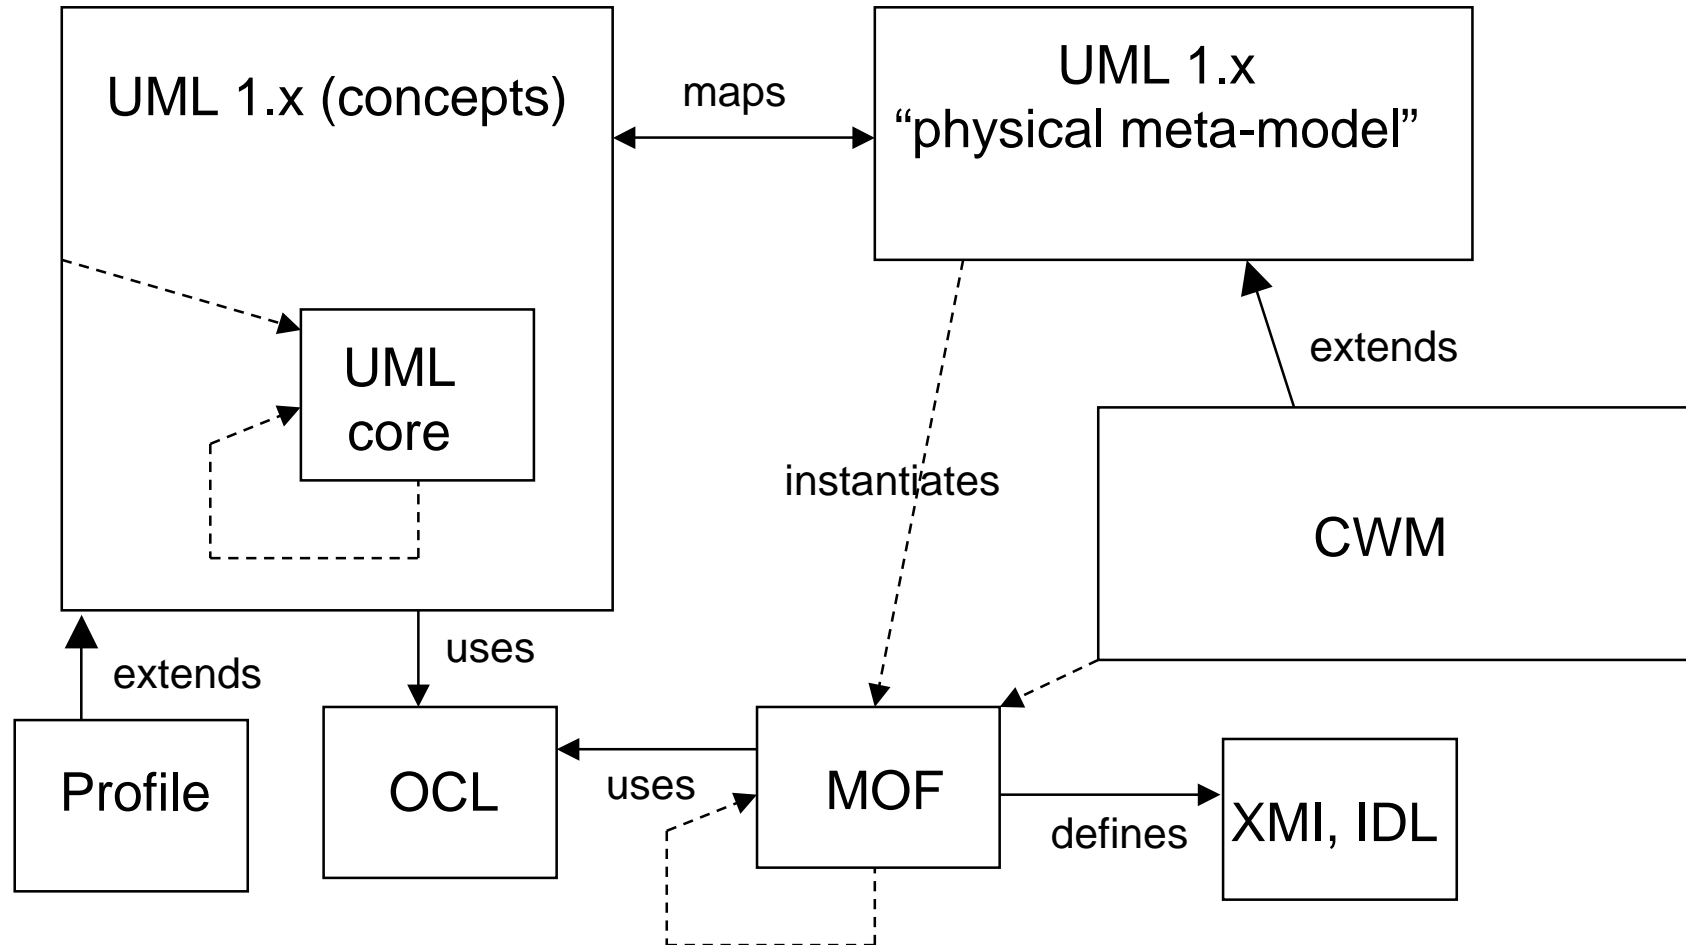 UML 1.x (concepts)
maps
UML 1.x
“physical meta-model”
UML
core
extends
instantiates
CWM
extends
uses
Profile
OCL
uses
MOF
defines
XMI, IDL